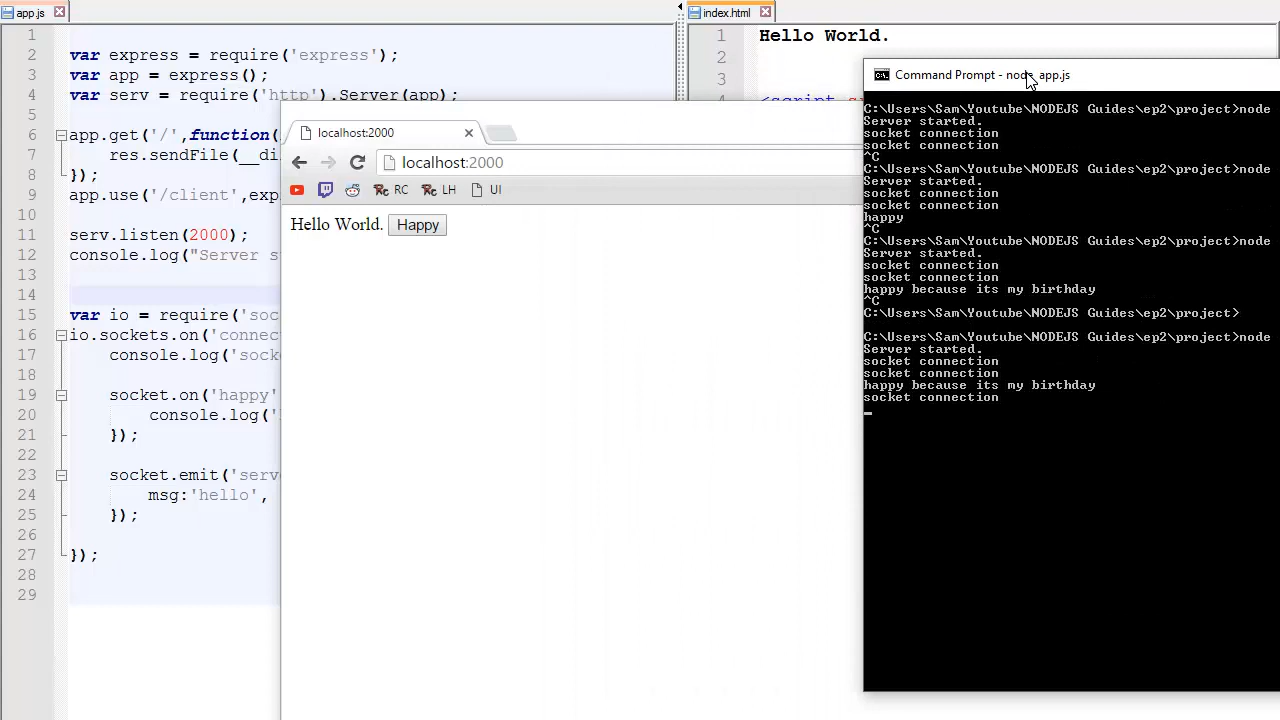 app.js
1
2 var express = require('express');
3 var app = express();
4 var serv = require('http').Server(app);
5
6 app.get('/',function(
7 res.sendFile(__di
8 });
9 app.use('/client',exp
10
11 serv.listen(2000);
12 console.log("Server s
13
14
15 var io = require('soc
16 io.sockets.on('connec
17 console.log('sock
18
19 socket.on('happy'
20 console.log('
21 });
22
23 socket.emit('serv
24 msg:'hello',
25 });
26
27 });
28
29
index.html
1 Hello World.
2
3
4 <script s
localhost:2000
localhost:2000
RC LH UI
Hello World. Happy
Command Prompt - node app.js
C:\Users\Sam\Youtube\NODEJS Guides\ep2\project>node
Server started.
socket connection
socket connection
^C
C:\Users\Sam\Youtube\NODEJS Guides\ep2\project>node
Server started.
socket connection
socket connection
happy
^C
C:\Users\Sam\Youtube\NODEJS Guides\ep2\project>node
Server started.
socket connection
socket connection
happy because its my birthday
^C
C:\Users\Sam\Youtube\NODEJS Guides\ep2\project>
C:\Users\Sam\Youtube\NODEJS Guides\ep2\project>node
Server started.
socket connection
socket connection
happy because its my birthday
socket connection